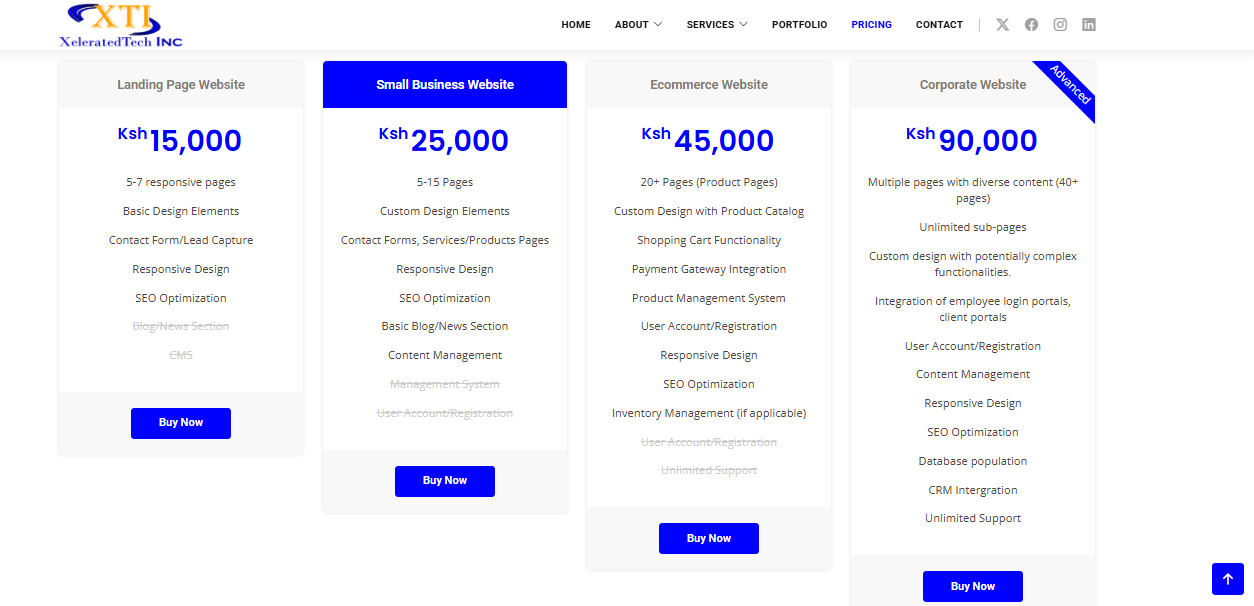 XTI
XeleratedTech INC
HOME
ABOUT
SERVICES
PORTFOLIO
PRICING
CONTACT
Landing Page Website
Ksh 15,000
5-7 responsive pages
Basic Design Elements
Contact Form/Lead Capture
Responsive Design
SEO Optimization
Blog/News Section
CMS
Buy Now
Small Business Website
Ksh 25,000
5-15 Pages
Custom Design Elements
Contact Forms, Services/Products Pages
Responsive Design
SEO Optimization
Basic Blog/News Section
Content Management
Management System
User Account/Registration
Buy Now
Ecommerce Website
Ksh 45,000
20+ Pages (Product Pages)
Custom Design with Product Catalog
Shopping Cart Functionality
Payment Gateway Integration
Product Management System
User Account/Registration
Responsive Design
SEO Optimization
Inventory Management (if applicable)
User Account/Registration
Unlimited Support
Buy Now
Corporate Website
Advanced
Ksh 90,000
Multiple pages with diverse content (40+
pages)
Unlimited sub-pages
Custom design with potentially complex
functionalities.
Integration of employee login portals,
client portals
User Account/Registration
Content Management
Responsive Design
SEO Optimization
Database population
CRM Intergration
Unlimited Support
Buy Now